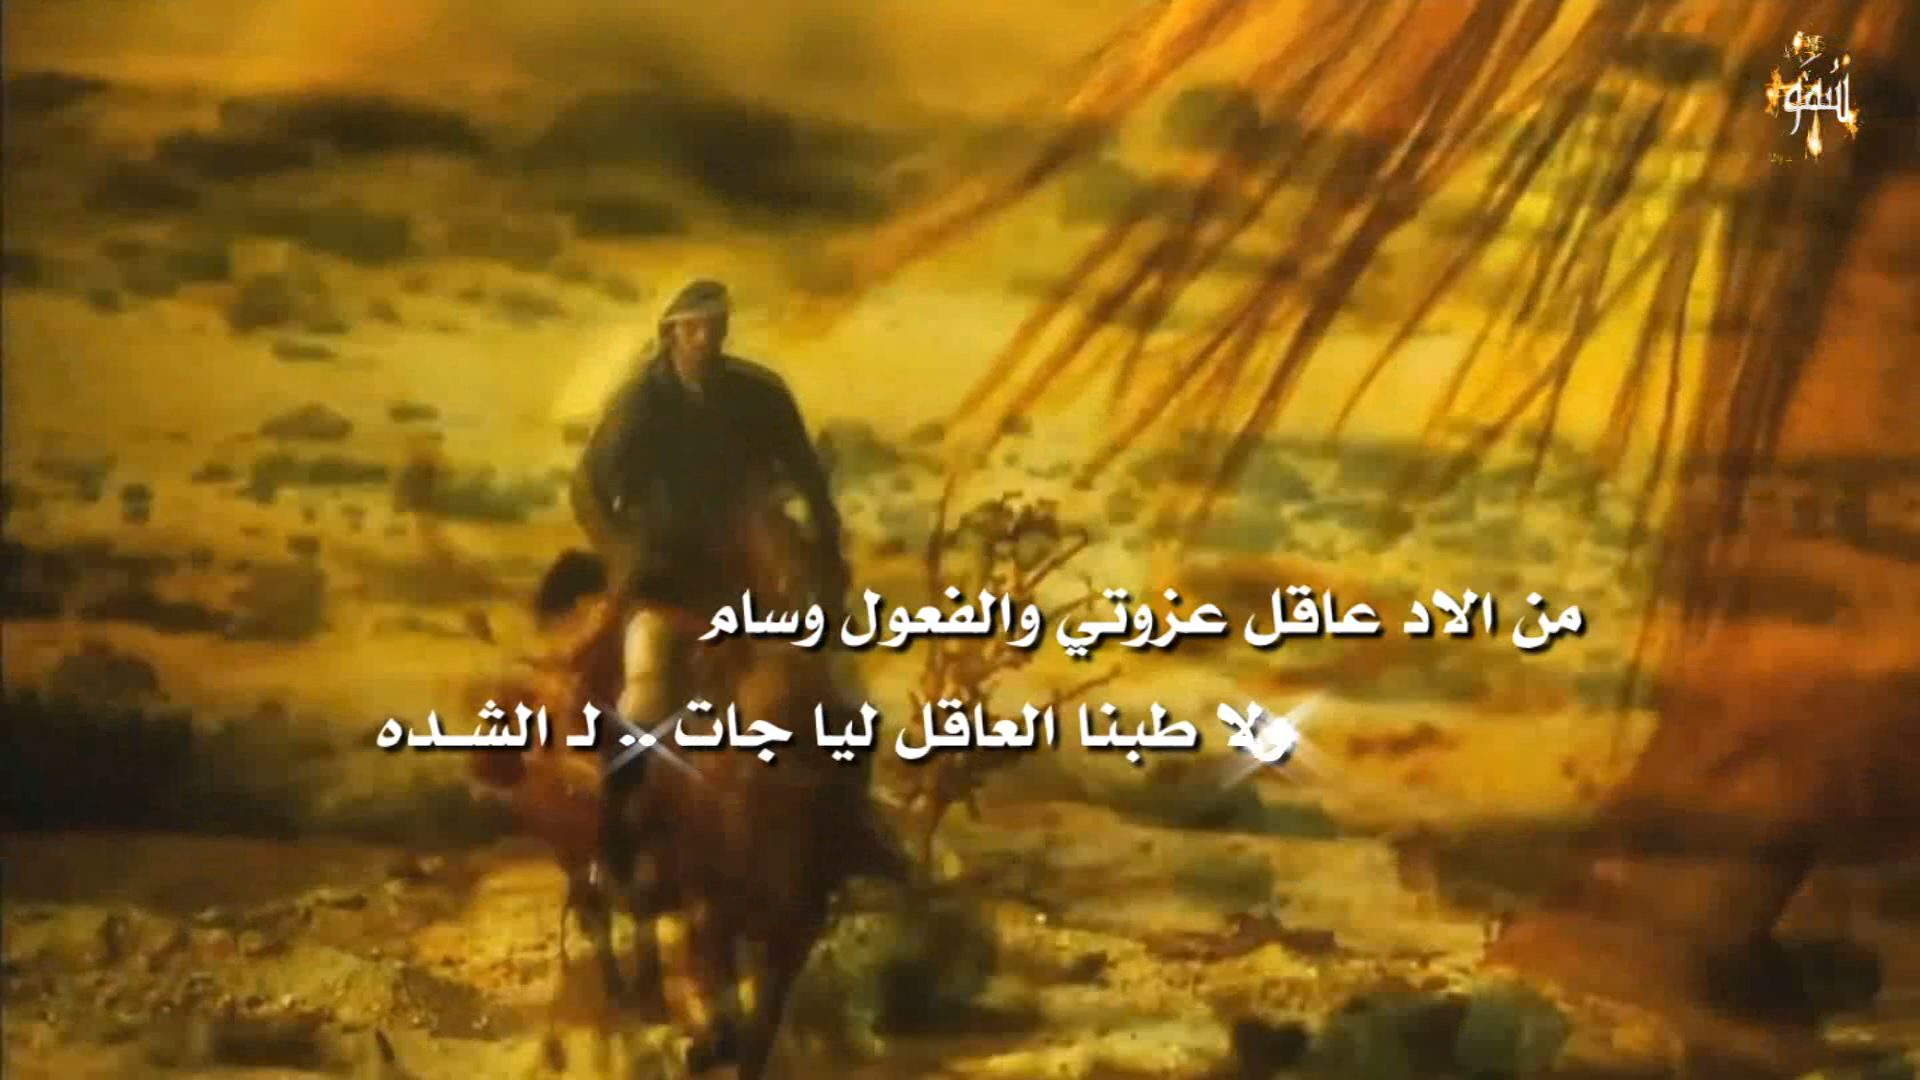 من الاد عاقل عزوتي والفعول وسام
ولا طبنا العاقل ليا جات .. لـ الشـده